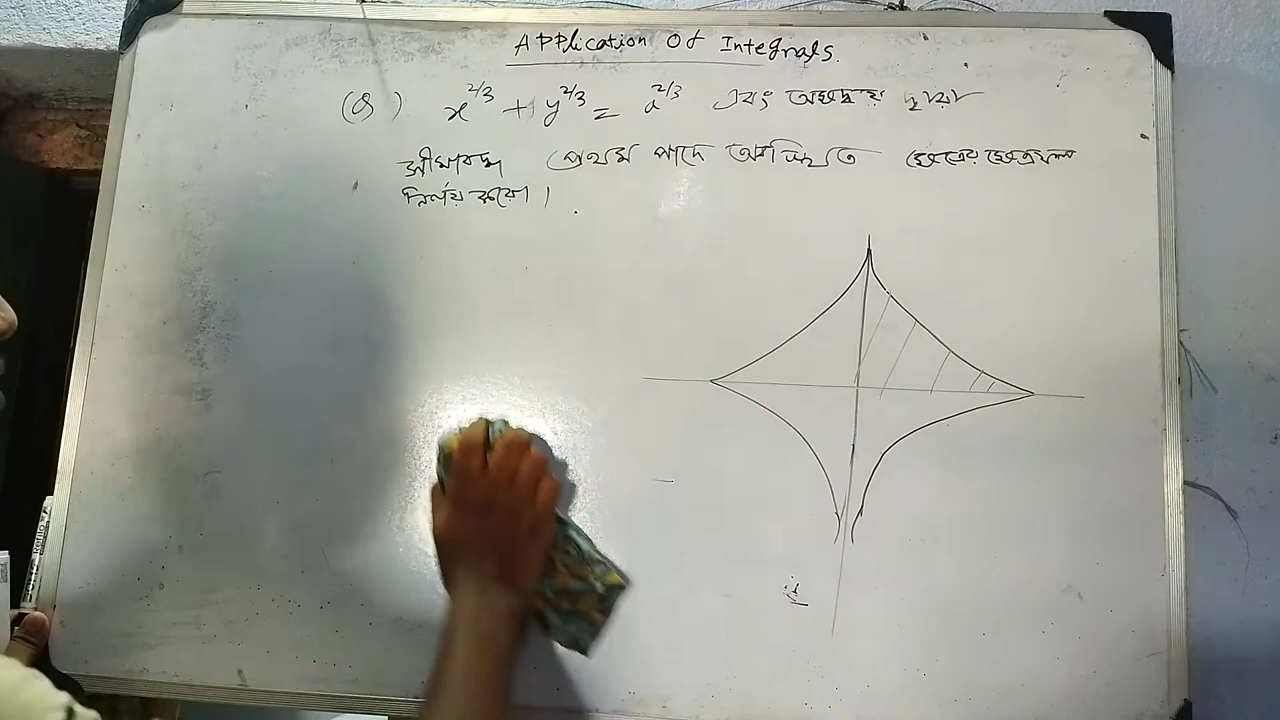 Application Of Integrals.
(Q) x^{2/3} + y^{2/3} = a^{2/3} এবং অক্ষদ্বয় দ্বারা
সীমাবদ্ধ প্রথম পাদে অবস্থিত ক্ষেত্রের ক্ষেত্রফল
নির্ণয় করো।